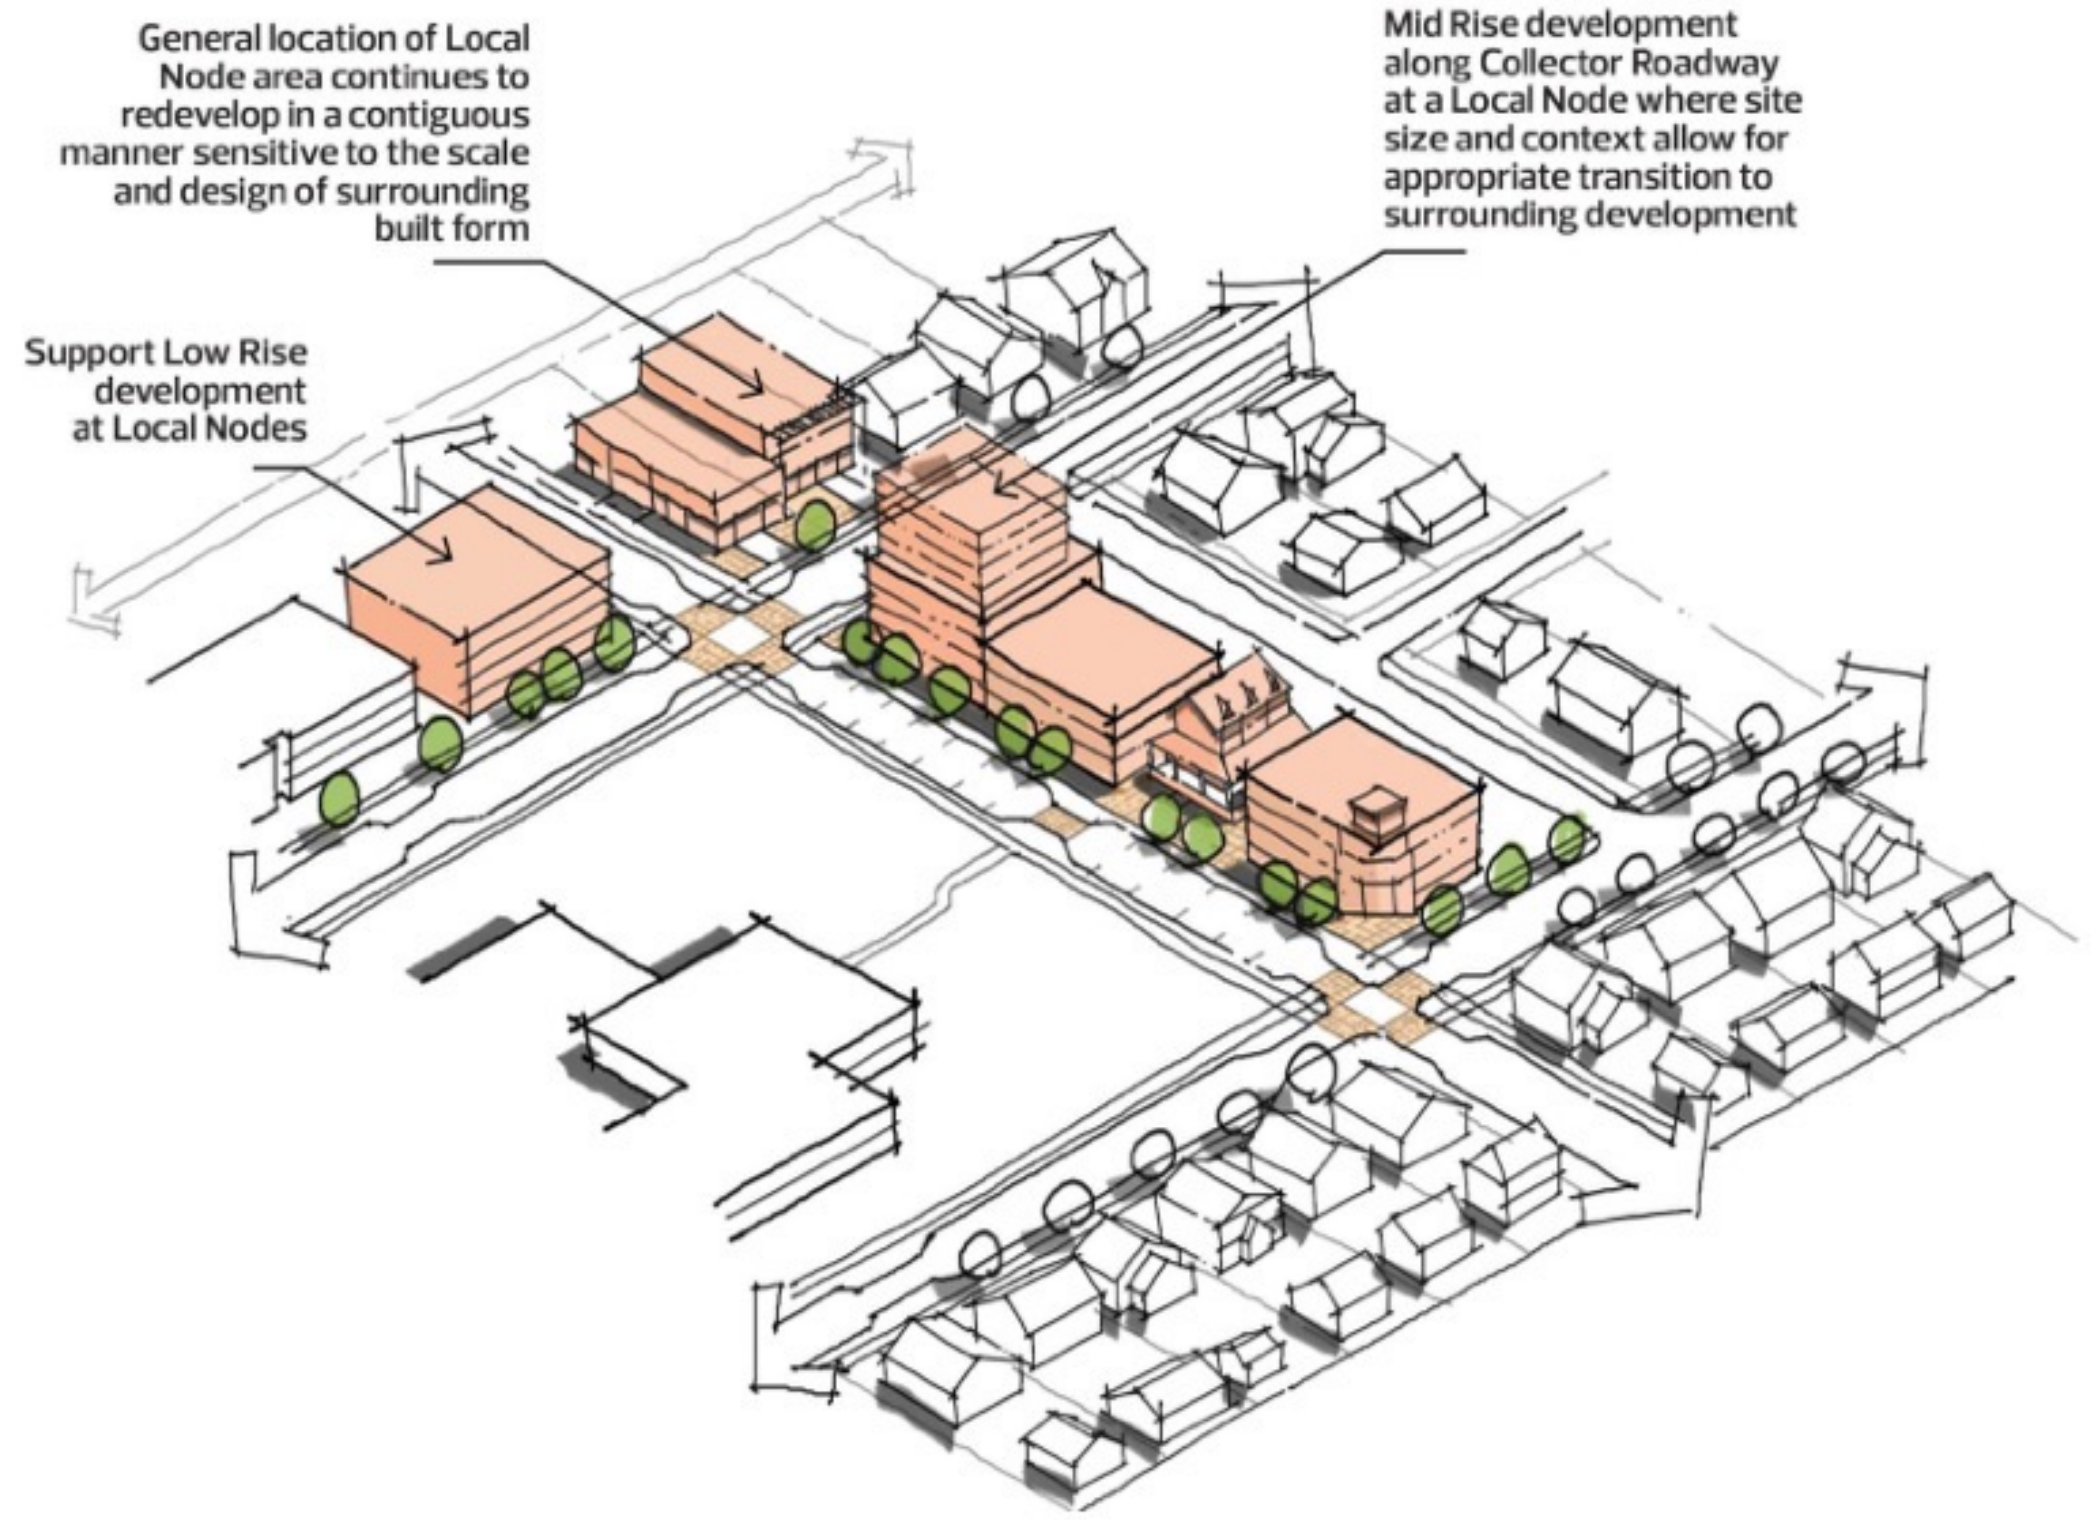 General location of Local
Node area continues to
redevelop in a contiguous
manner sensitive to the scale
and design of surrounding
built form
Mid Rise development
along Collector Roadway
at a Local Node where site
size and context allow for
appropriate transition to
surrounding development
Support Low Rise
development
at Local Nodes